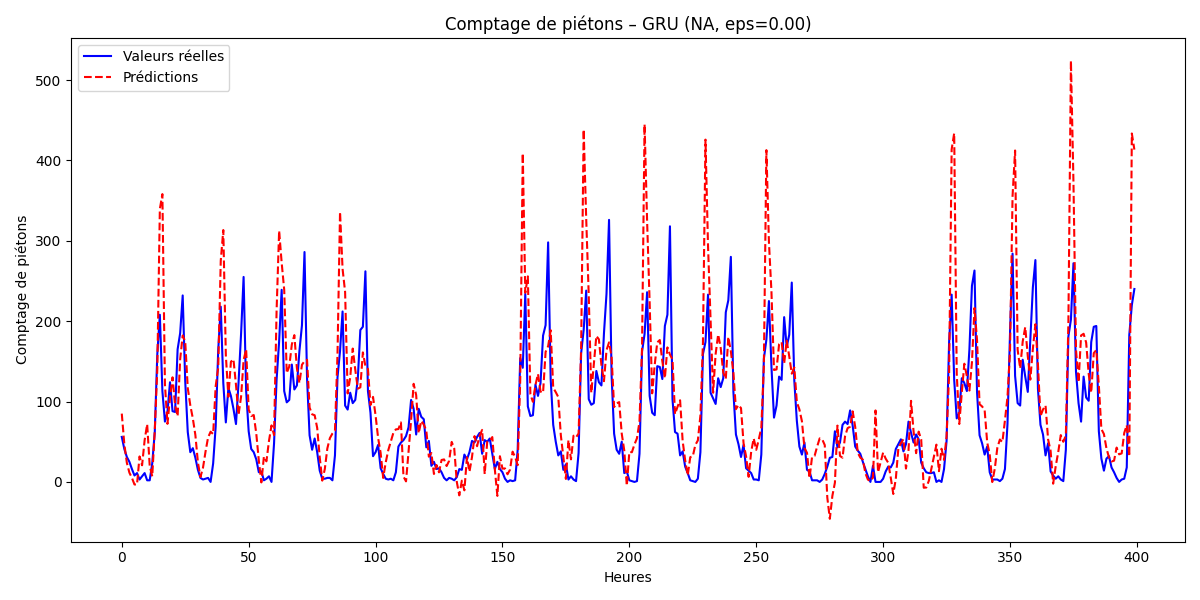 Comptage de piétons – GRU (NA, eps=0.00)
Valeurs réelles
Prédictions
Comptage de piétons
500
400
300
200
100
0
0 50 100 150 200 250 300 350 400
Heures